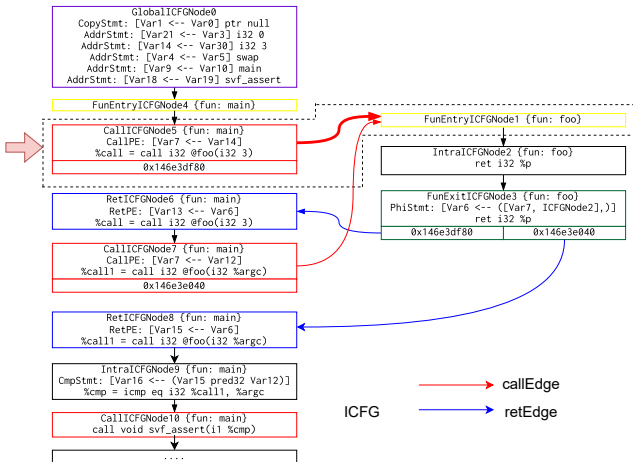 GlobalICFGNode0
CopyStmt: [Var1 <-- Var0] ptr null
AddrStmt: [Var21 <-- Var3] i32 0
AddrStmt: [Var14 <-- Var30] i32 3
AddrStmt: [Var4 <-- Var5] swap
AddrStmt: [Var9 <-- Var10] main
AddrStmt: [Var18 <-- Var19] svf_assert
FunEntryICFGNode4 {fun: main}
CallICFGNode5 {fun: main}
CallPE: [Var7 <-- Var14]
%call = call i32 @foo(i32 3)
0x146e3df80
RetICFGNode6 {fun: main}
RetPE: [Var13 <-- Var6]
%call = call i32 @foo(i32 3)
CallICFGNode7 {fun: main}
CallPE: [Var7 <-- Var12]
%call1 = call i32 @foo(i32 %argc)
0x146e3e040
RetICFGNode8 {fun: main}
RetPE: [Var15 <-- Var6]
%call1 = call i32 @foo(i32 %argc)
IntraICFGNode9 {fun: main}
CmpStmt: [Var16 <-- (Var15 pred32 Var12)]
%cmp = icmp eq i32 %call1, %argc
CallICFGNode10 {fun: main}
call void svf_assert(i1 %cmp)
....
FunEntryICFGNode1 {fun: foo}
IntraICFGNode2 {fun: foo}
ret i32 %p
FunExitICFGNode3 {fun: foo}
PhiStmt: [Var6 <-- ([Var7, ICFGNode2],)]
ret i32 %p
0x146e3df80 0x146e3e040
ICFG
callEdge
retEdge